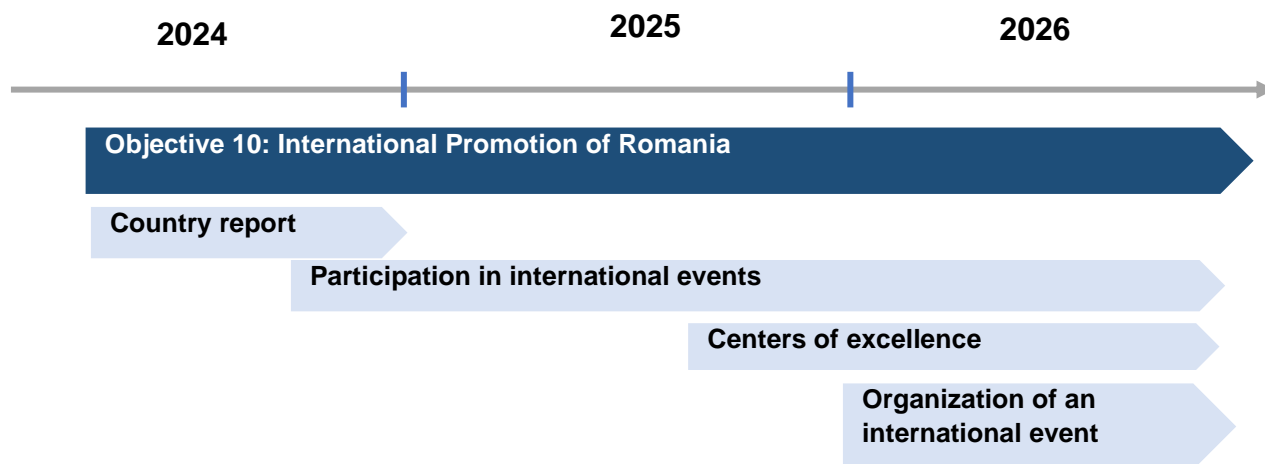 2024
2025
2026
Objective 10: International Promotion of Romania
Country report
Participation in international events
Centers of excellence
Organization of an
international event